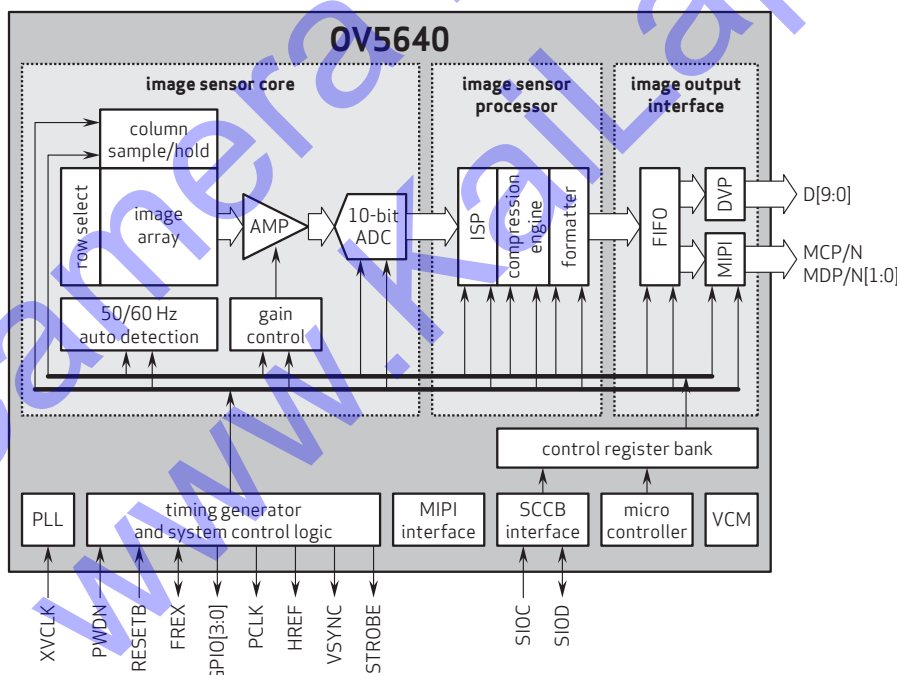 OV5640
image sensor core
image sensor
processor
image output
interface
column
sample/hold
row select
image
array
AMP
10-bit
ADC
ISP
compression
engine
formatter
FIFO
DVP
MIPI
D[9:0]
MCP/N
MDP/N[1:0]
50/60 Hz
auto detection
gain
control
control register bank
PLL
timing generator
and system control logic
MIPI
interface
SCCB
interface
micro
controller
VCM
XVCLK
PWDN
RESETB
FREX
GPIO[3:0]
PCLK
HREF
VSYNC
STROBE
SIOC
SIOD
camera
www.kaiLa